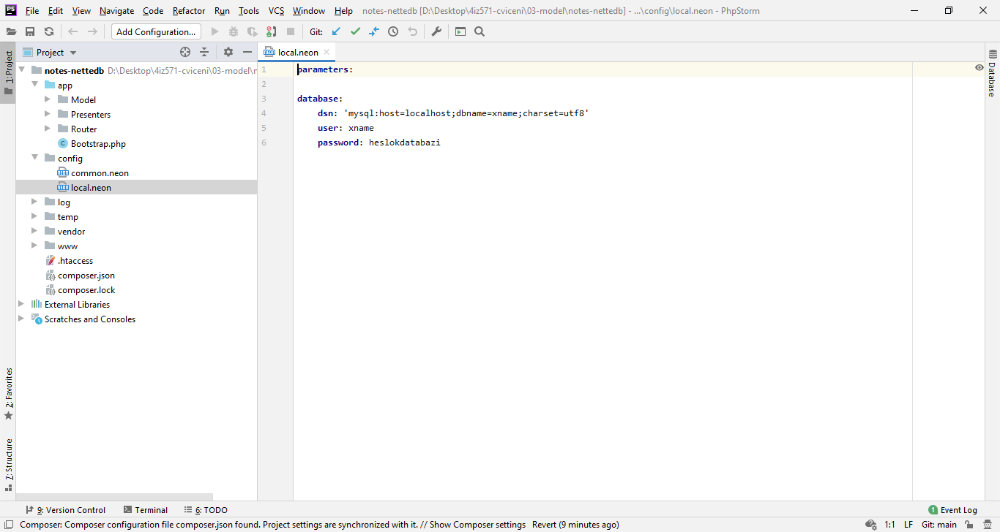 PS File Edit View Navigate Code Refactor Run Tools VCS Window Help notes-nettedb [D:\Desktop\4iz571-cviceni\03-model\notes-nettedb] - ...\config\local.neon - PhpStorm
Add Configuration... Git:
1: Project
Project
local.neon
Database
notes-nettedb D:\Desktop\4iz571-cviceni\03-model\r
app
Model
Presenters
Router
C Bootstrap.php
config
NEON common.neon
NEON local.neon
log
temp
vendor
www
.htaccess
composer.json
composer.lock
External Libraries
Scratches and Consoles
1 parameters:
2
3 database:
4 dsn: 'mysql:host=localhost;dbname=xname;charset=utf8'
5 user: xname
6 password: heslokdatabazi
2: Favorites
7: Structure
9: Version Control Terminal 6: TODO 1 Event Log
Composer: Composer configuration file composer.json found. Project settings are synchronized with it. // Show Composer settings Revert (9 minutes ago) 1:1 LF Git: main